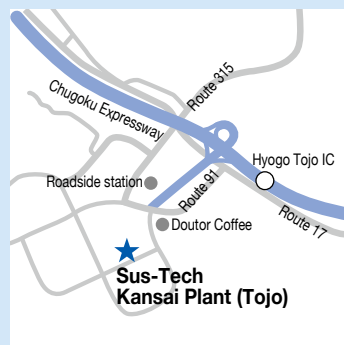 Route 315
Chugoku Expressway
Hyogo Tojo IC
Roadside station
Route 91
Route 17
Doutor Coffee
Sus-Tech
Kansai Plant (Tojo)